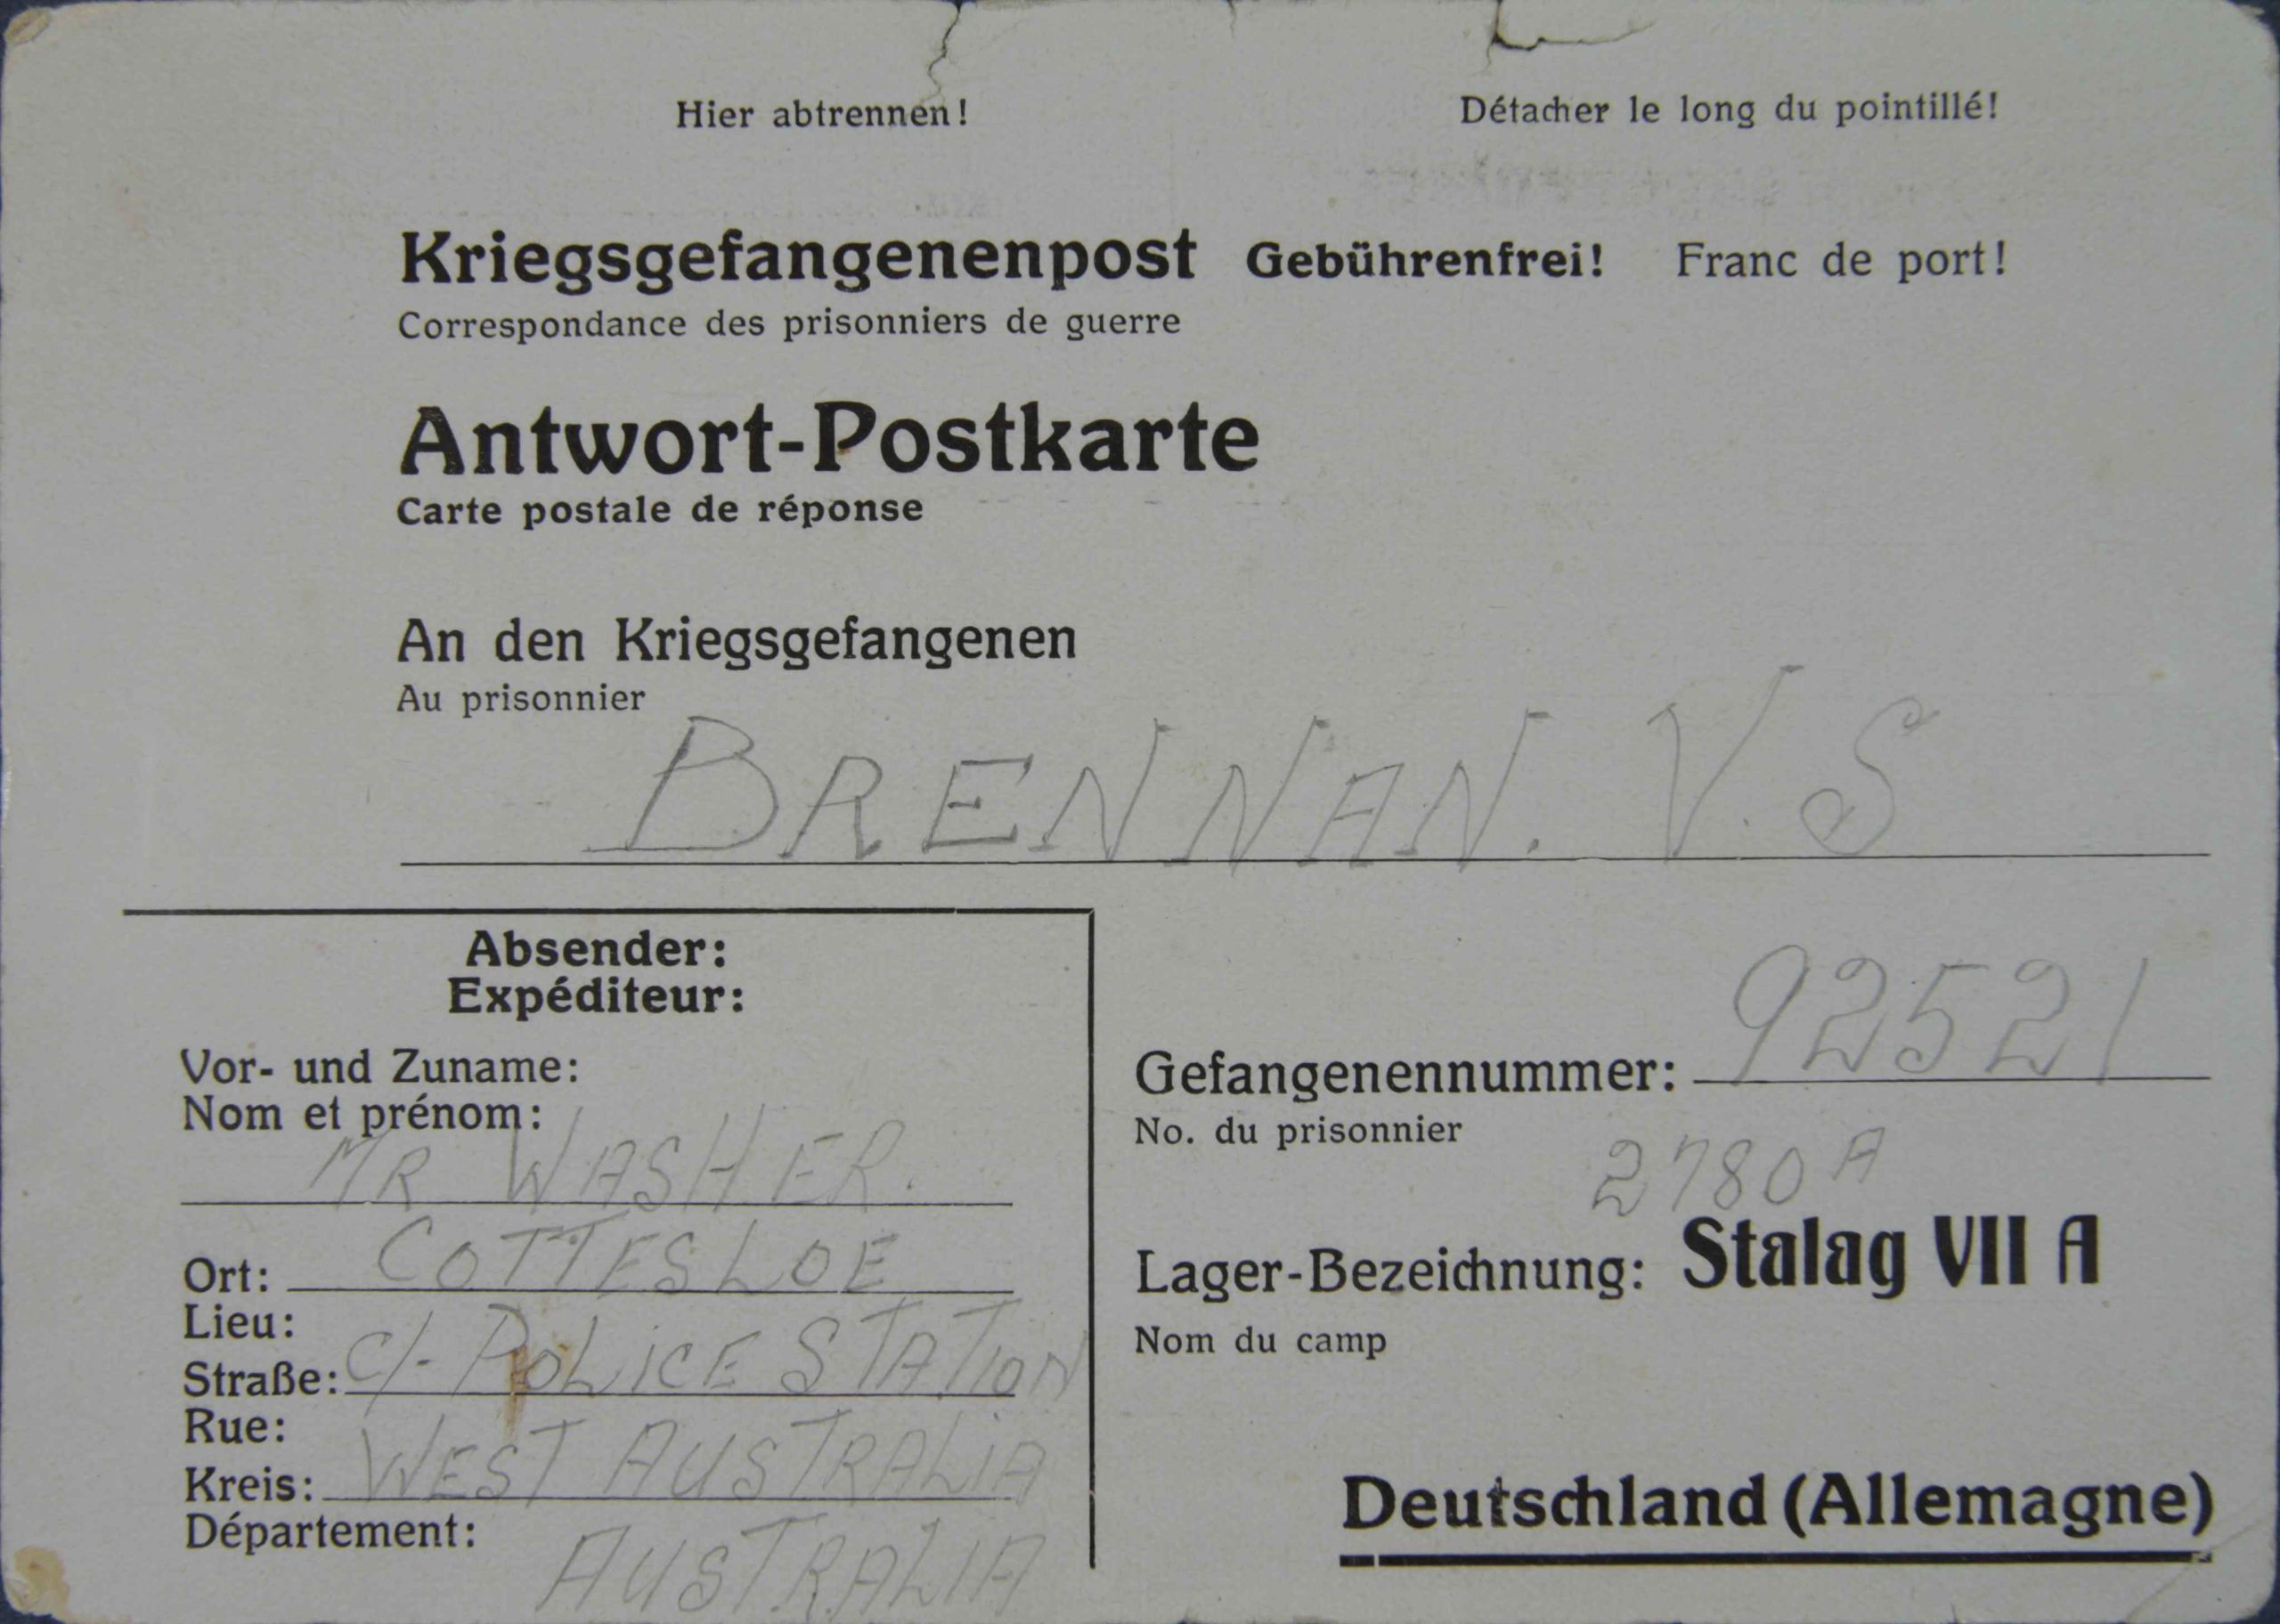 Hier abtrennen! Détacher le long du pointillé!
Kriegsgefangenenpost Gebührenfrei! Franc de port!
Correspondance des prisonniers de guerre
Antwort-Postkarte
Carte postale de réponse
An den Kriegsgefangenen
Au prisonnier
BRENNAN. V. S
Absender:
Expéditeur:
Vor- und Zuname:
Nom et prénom:
MR WASHER.
Ort: COTTESLOE
Lieu:
Straße: C/- POLICE STATION
Rue:
Kreis: WEST AUSTRALIA
Département:
AUSTRALIA
Gefangenennummer: 92521
No. du prisonnier
2780 A
Lager-Bezeichnung: Stalag VII A
Nom du camp
Deutschland (Allemagne)